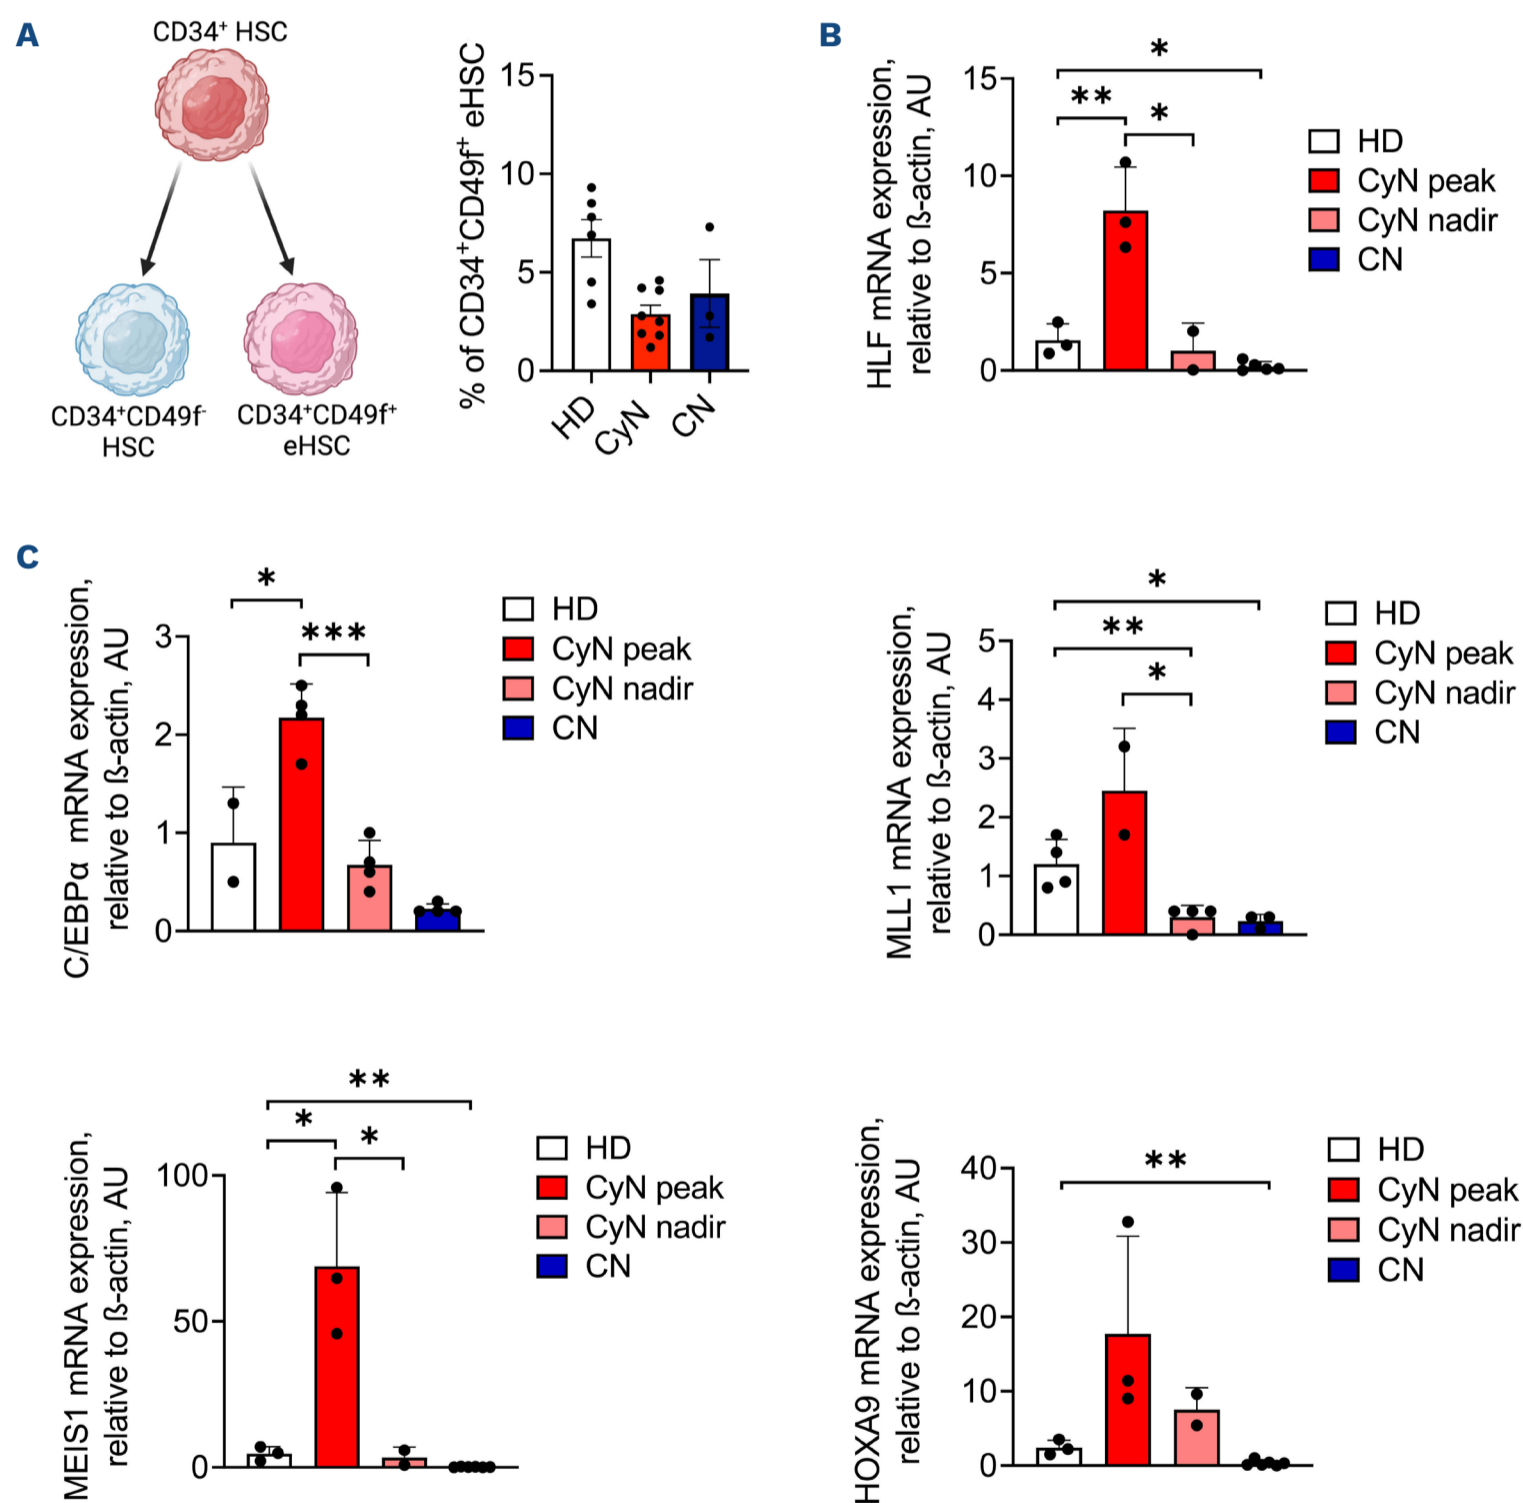 A
CD34⁺ HSC
CD34⁺CD49f⁻
HSC
CD34⁺CD49f⁺
eHSC
% of CD34⁺CD49f⁺ eHSC
15
10
5
0
HD
CyN
CN
B
HLF mRNA expression,
relative to ß-actin, AU
15
10
5
0
*
**
*
HD
CyN peak
CyN nadir
CN
C
C/EBPα mRNA expression,
relative to ß-actin, AU
3
2
1
0
*
***
HD
CyN peak
CyN nadir
CN
MLL1 mRNA expression,
relative to ß-actin, AU
5
4
3
2
1
0
*
**
*
HD
CyN peak
CyN nadir
CN
MEIS1 mRNA expression,
relative to ß-actin, AU
100
50
0
**
*
*
HD
CyN peak
CyN nadir
CN
HOXA9 mRNA expression,
relative to ß-actin, AU
40
30
20
10
0
**
HD
CyN peak
CyN nadir
CN